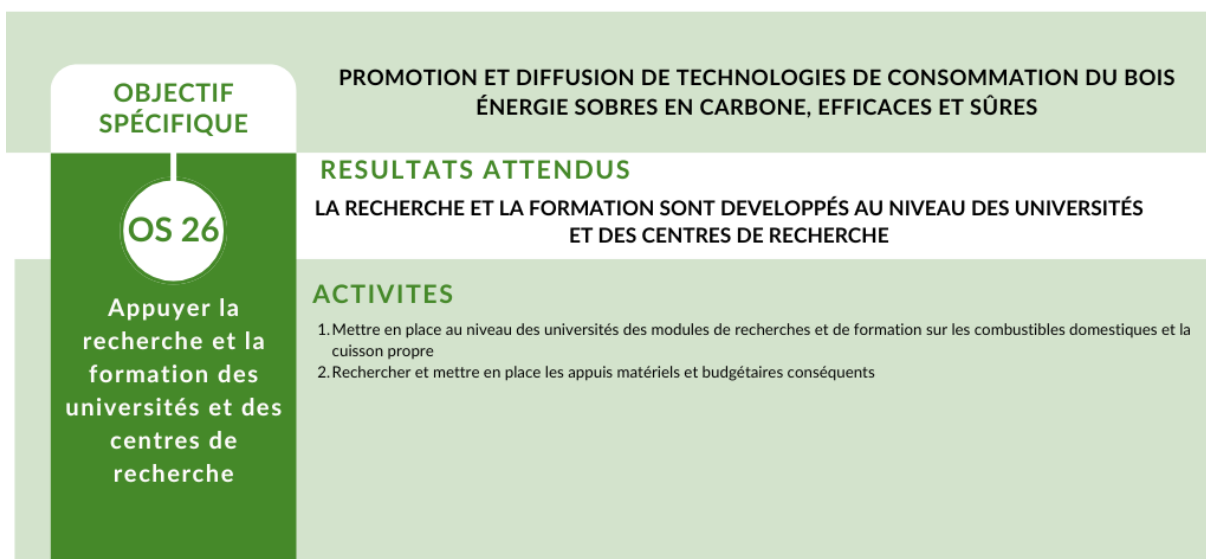 OBJECTIF
SPÉCIFIQUE
PROMOTION ET DIFFUSION DE TECHNOLOGIES DE CONSOMMATION DU BOIS
ÉNERGIE SOBRES EN CARBONE, EFFICACES ET SÛRES
OS 26
Appuyer la
recherche et la
formation des
universités et des
centres de
recherche
RESULTATS ATTENDUS
LA RECHERCHE ET LA FORMATION SONT DEVELOPPÉS AU NIVEAU DES UNIVERSITÉS
ET DES CENTRES DE RECHERCHE
ACTIVITES
1. Mettre en place au niveau des universités des modules de recherches et de formation sur les combustibles domestiques et la
cuisson propre
2. Rechercher et mettre en place les appuis matériels et budgétaires conséquents